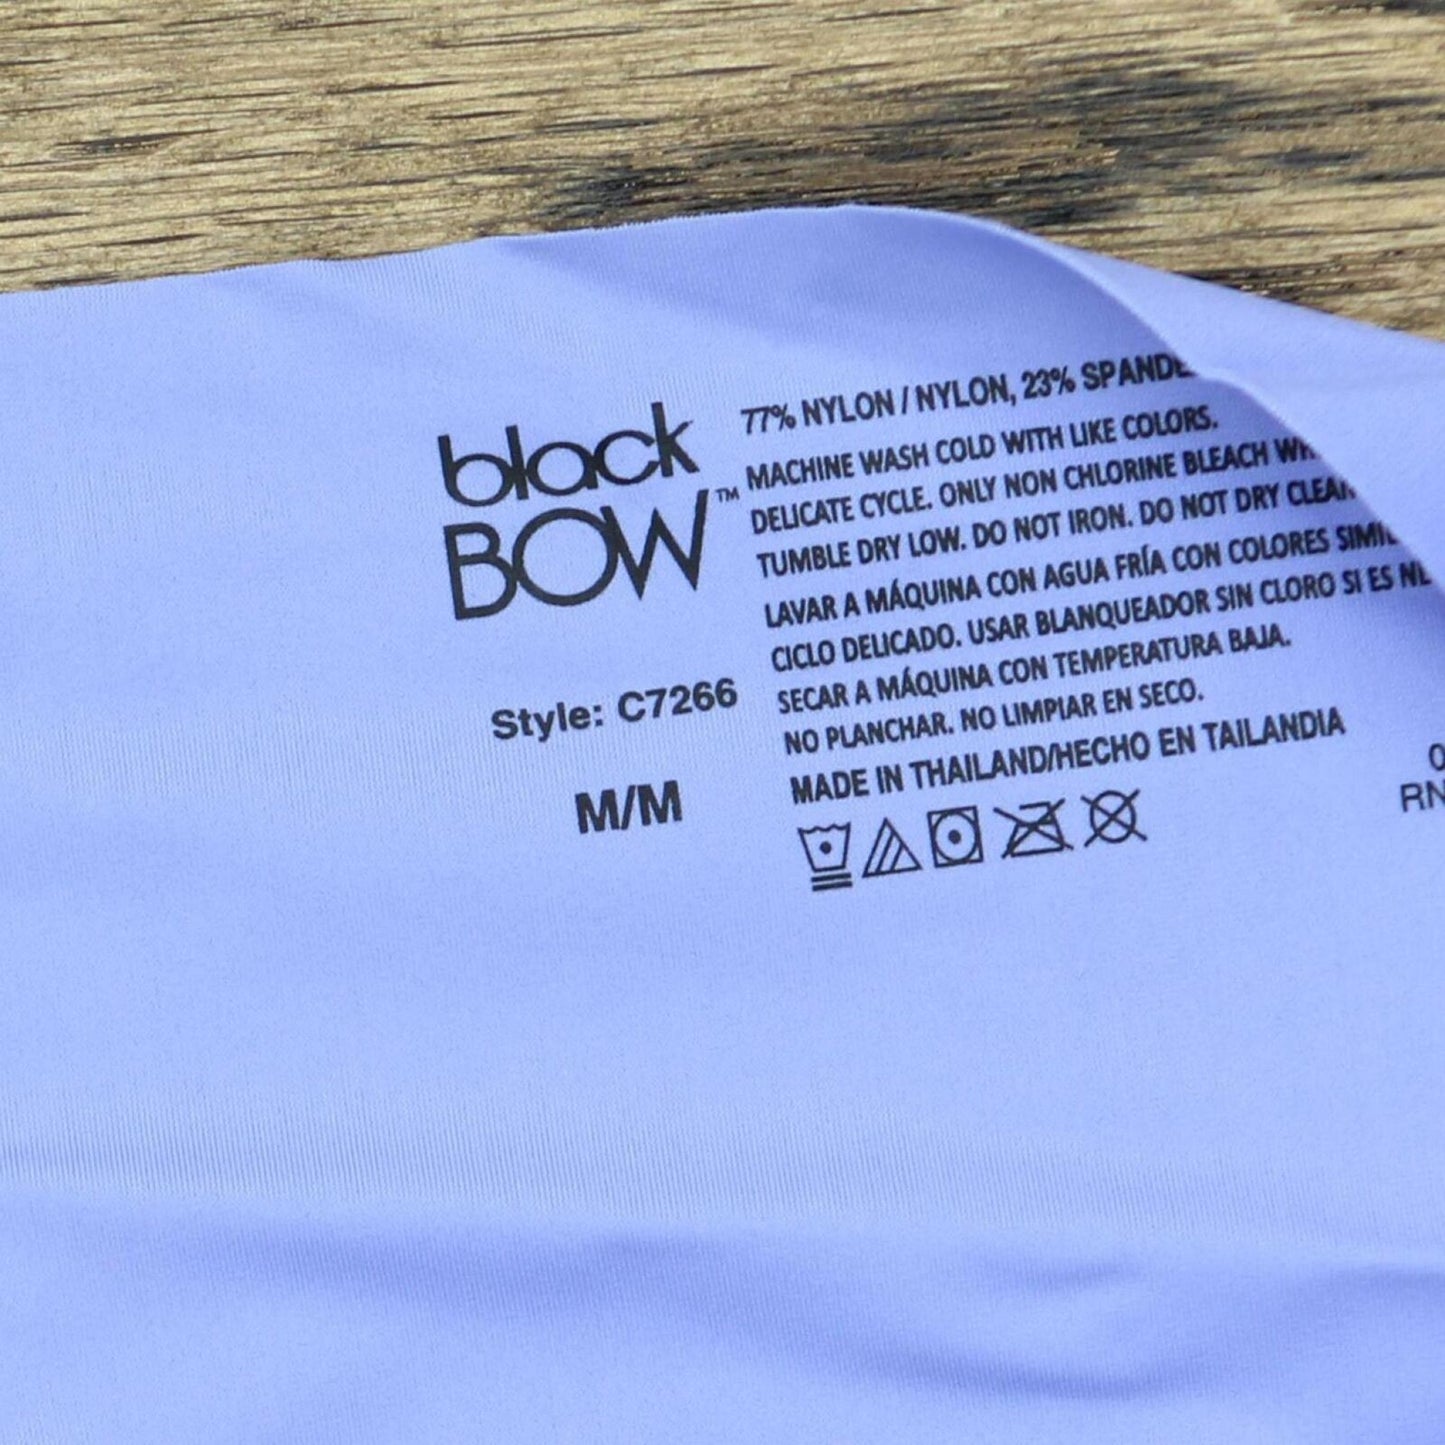 black
BOW™
Style: C7266
M/M
77% NYLON / NYLON, 23%
MACHINE WASH COLD WITH LIKE COLORS.
DELICATE CYCLE. ONLY NON CHLORINE BLEACH
TUMBLE DRY LOW. DO NOT IRON. DO NOT DRY
LAVAR A MÁQUINA CON AGUA FRÍA CON COLORES
CICLO DELICADO. USAR BLANQUEADOR SIN CLORO SI ES
SECAR A MÁQUINA CON TEMPERATURA BAJA.
NO PLANCHAR. NO LIMPIAR EN SECO.
MADE IN THAILAND/HECHO EN TAILANDIA
RN